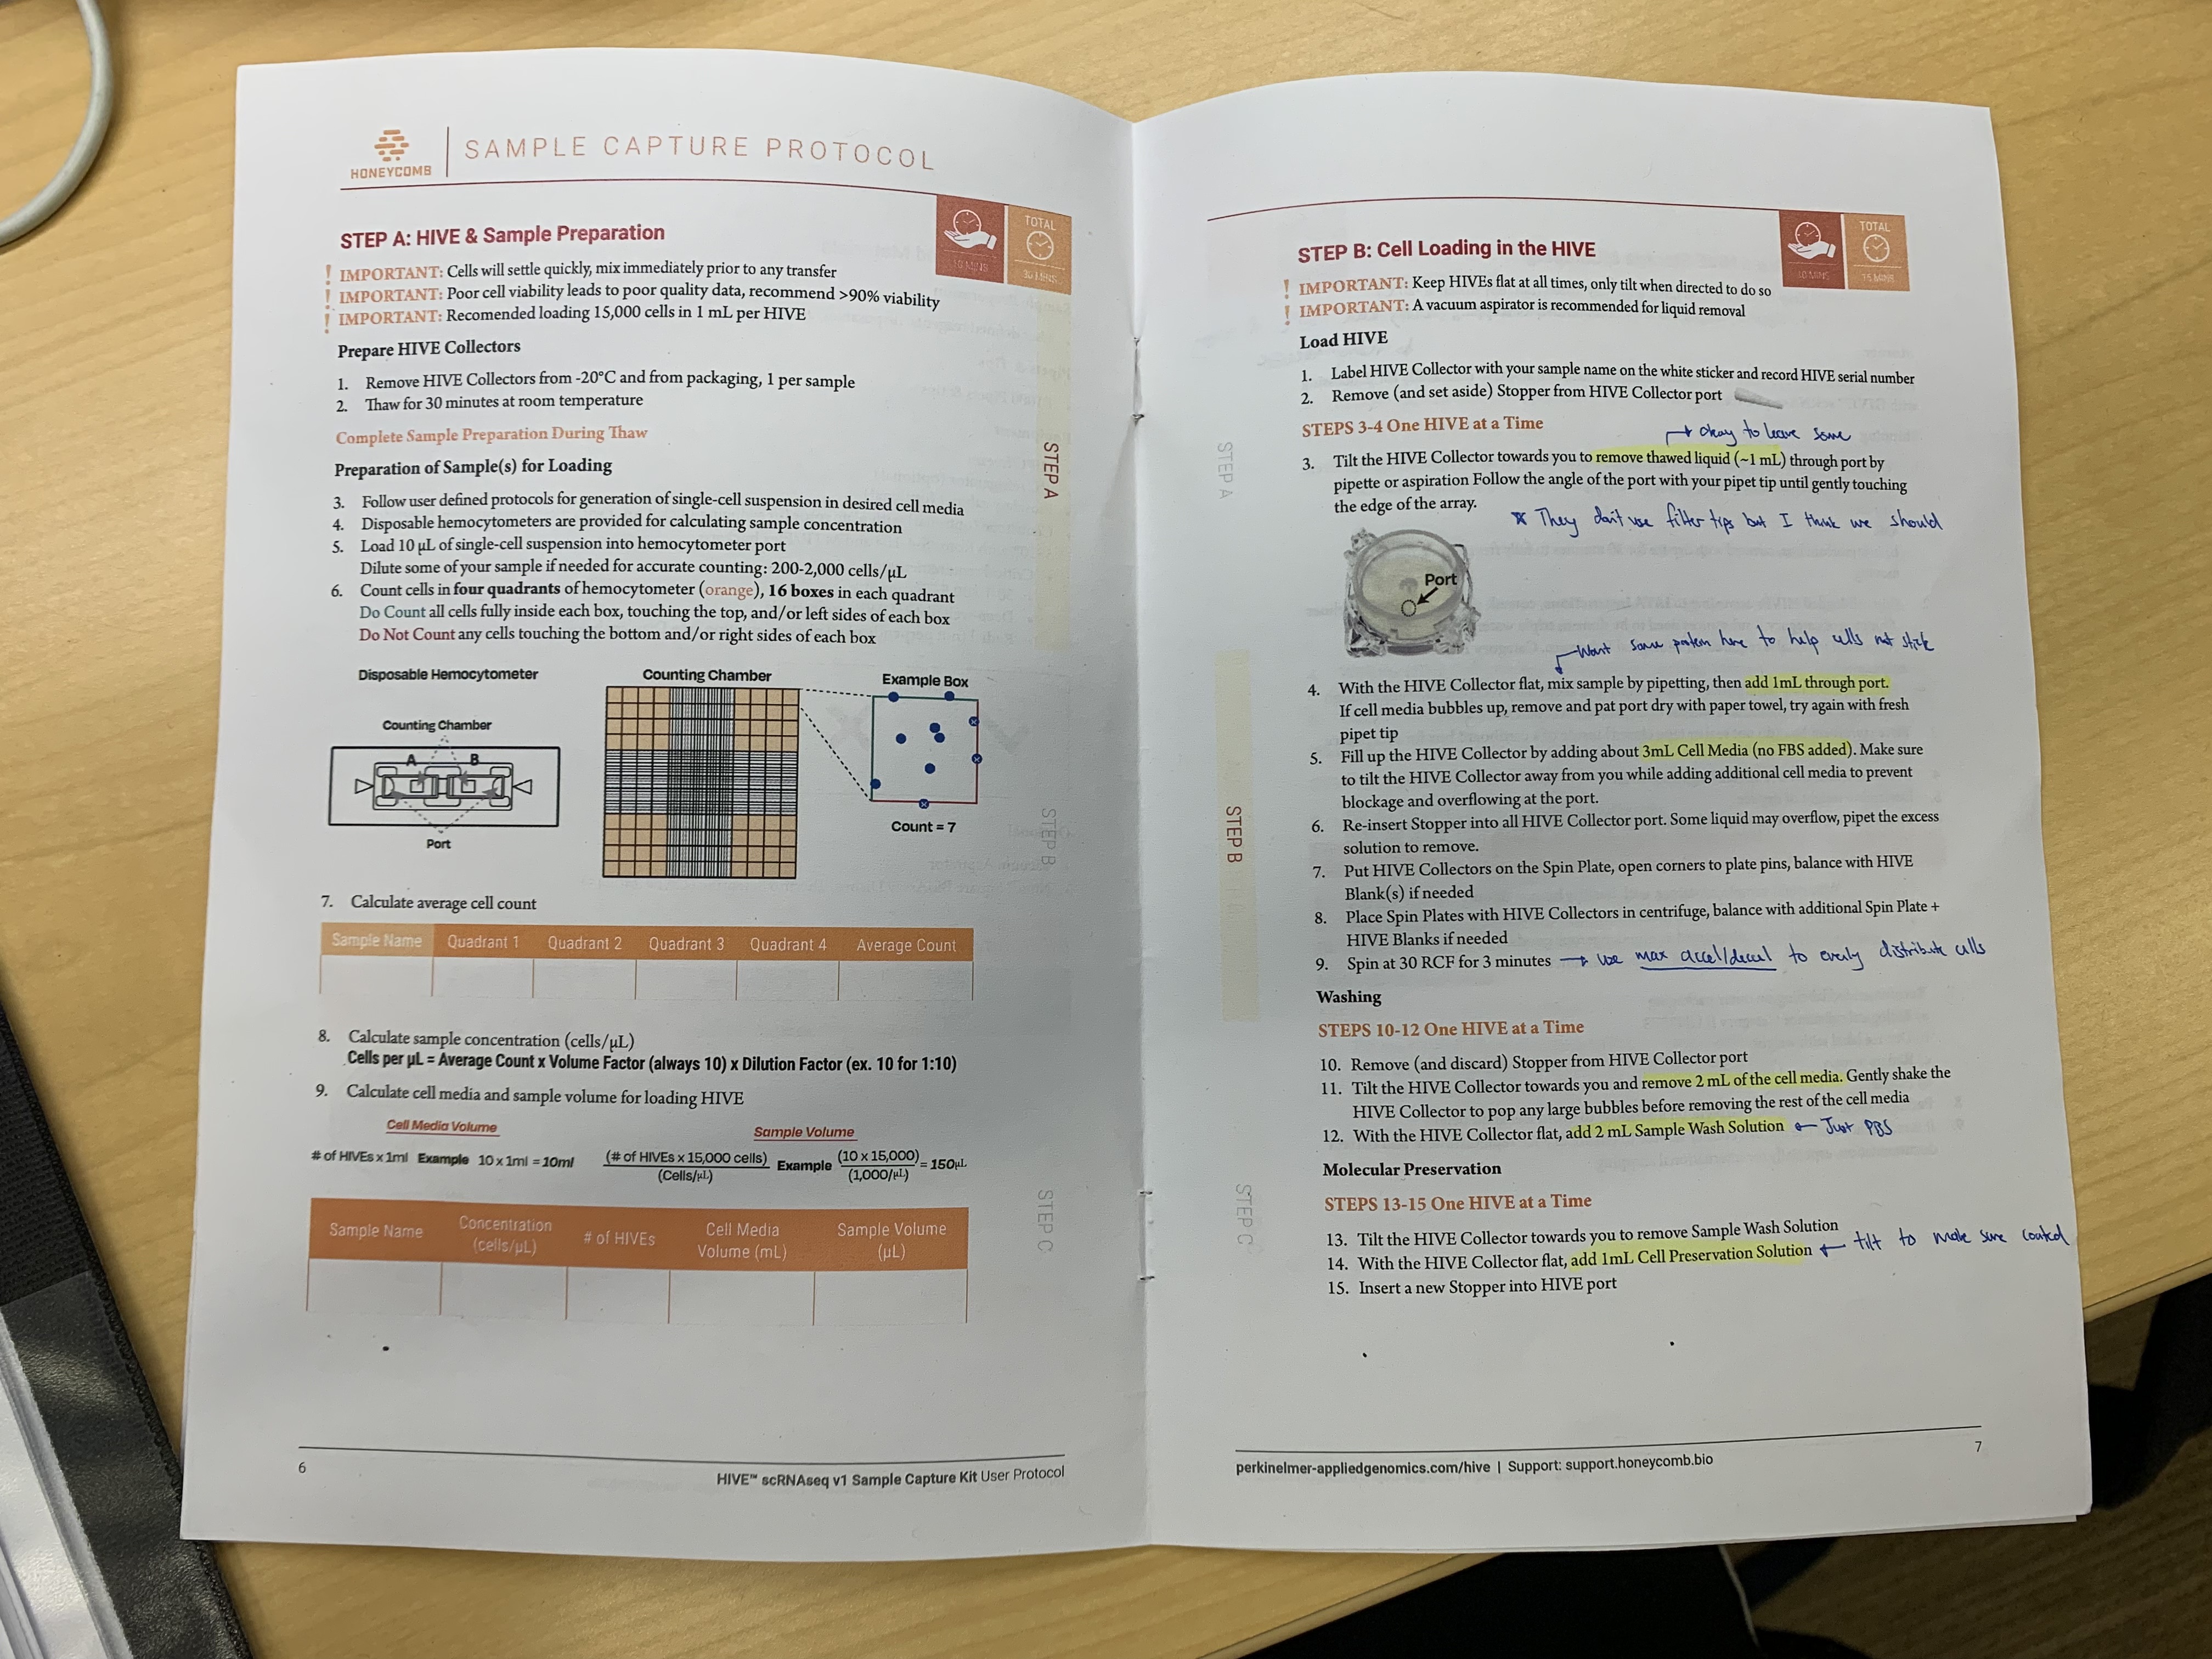 HONEYCOMB
SAMPLE CAPTURE PROTOCOL
TOTAL
10 MINS
30 MINS
STEP A: HIVE & Sample Preparation
! IMPORTANT: Cells will settle quickly, mix immediately prior to any transfer
! IMPORTANT: Poor cell viability leads to poor quality data, recommend >90% viability
! IMPORTANT: Recomended loading 15,000 cells in 1 mL per HIVE
Prepare HIVE Collectors
1. Remove HIVE Collectors from -20°C and from packaging, 1 per sample
2. Thaw for 30 minutes at room temperature
Complete Sample Preparation During Thaw
Preparation of Sample(s) for Loading
3. Follow user defined protocols for generation of single-cell suspension in desired cell media
4. Disposable hemocytometers are provided for calculating sample concentration
5. Load 10 µL of single-cell suspension into hemocytometer port
Dilute some of your sample if needed for accurate counting: 200-2,000 cells/µL
6. Count cells in four quadrants of hemocytometer (orange), 16 boxes in each quadrant
Do Count all cells fully inside each box, touching the top, and/or left sides of each box
Do Not Count any cells touching the bottom and/or right sides of each box
Disposable Hemocytometer
Counting Chamber
A B
Port
Counting Chamber
Example Box
Count = 7
7. Calculate average cell count
Sample Name Quadrant 1 Quadrant 2 Quadrant 3 Quadrant 4 Average Count
8. Calculate sample concentration (cells/µL)
Cells per µL = Average Count x Volume Factor (always 10) x Dilution Factor (ex. 10 for 1:10)
9. Calculate cell media and sample volume for loading HIVE
Cell Media Volume
# of HIVEs x 1ml Example 10 x 1ml = 10ml
Sample Volume
(# of HIVEs x 15,000 cells)
(Cells/µL)
Example
(10 x 15,000)
(1,000/µL)
= 150µL
Sample Name Concentration (cells/µL) # of HIVEs Cell Media Volume (mL) Sample Volume (µL)
STEP A
STEP B
STEP C
6
HIVE™ scRNAseq v1 Sample Capture Kit User Protocol
TOTAL
10 MINS
15 MINS
STEP B: Cell Loading in the HIVE
! IMPORTANT: Keep HIVEs flat at all times, only tilt when directed to do so
! IMPORTANT: A vacuum aspirator is recommended for liquid removal
Load HIVE
1. Label HIVE Collector with your sample name on the white sticker and record HIVE serial number
2. Remove (and set aside) Stopper from HIVE Collector port
STEPS 3-4 One HIVE at a Time
→ okay to leave some
3. Tilt the HIVE Collector towards you to remove thawed liquid (~1 mL) through port by
pipette or aspiration Follow the angle of the port with your pipet tip until gently touching
the edge of the array.
* They don't use filter tips but I think we should
Port
Want some protein here to help cells not stick
4. With the HIVE Collector flat, mix sample by pipetting, then add 1mL through port.
If cell media bubbles up, remove and pat port dry with paper towel, try again with fresh
pipet tip
5. Fill up the HIVE Collector by adding about 3mL Cell Media (no FBS added). Make sure
to tilt the HIVE Collector away from you while adding additional cell media to prevent
blockage and overflowing at the port.
6. Re-insert Stopper into all HIVE Collector port. Some liquid may overflow, pipet the excess
solution to remove.
7. Put HIVE Collectors on the Spin Plate, open corners to plate pins, balance with HIVE
Blank(s) if needed
8. Place Spin Plates with HIVE Collectors in centrifuge, balance with additional Spin Plate +
HIVE Blanks if needed
9. Spin at 30 RCF for 3 minutes → use max accel/decel to evenly distribute cells
Washing
STEPS 10-12 One HIVE at a Time
10. Remove (and discard) Stopper from HIVE Collector port
11. Tilt the HIVE Collector towards you and remove 2 mL of the cell media. Gently shake the
HIVE Collector to pop any large bubbles before removing the rest of the cell media
12. With the HIVE Collector flat, add 2 mL Sample Wash Solution ← Just PBS
Molecular Preservation
STEPS 13-15 One HIVE at a Time
13. Tilt the HIVE Collector towards you to remove Sample Wash Solution
14. With the HIVE Collector flat, add 1mL Cell Preservation Solution ← tilt to make sure coated
15. Insert a new Stopper into HIVE port
STEP A
STEP B
STEP C
perkinelmer-appliedgenomics.com/hive | Support: support.honeycomb.bio
7